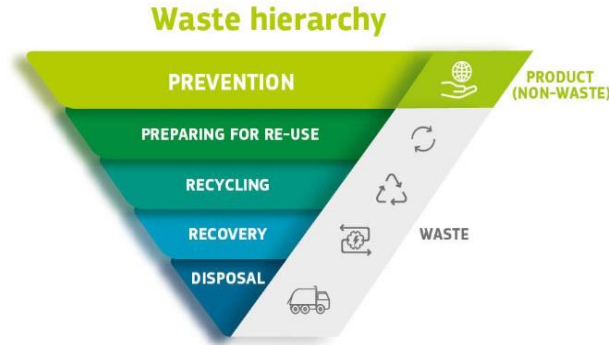 Waste hierarchy
PREVENTION
PRODUCT
(NON-WASTE)
PREPARING FOR RE-USE
RECYCLING
RECOVERY
WASTE
DISPOSAL